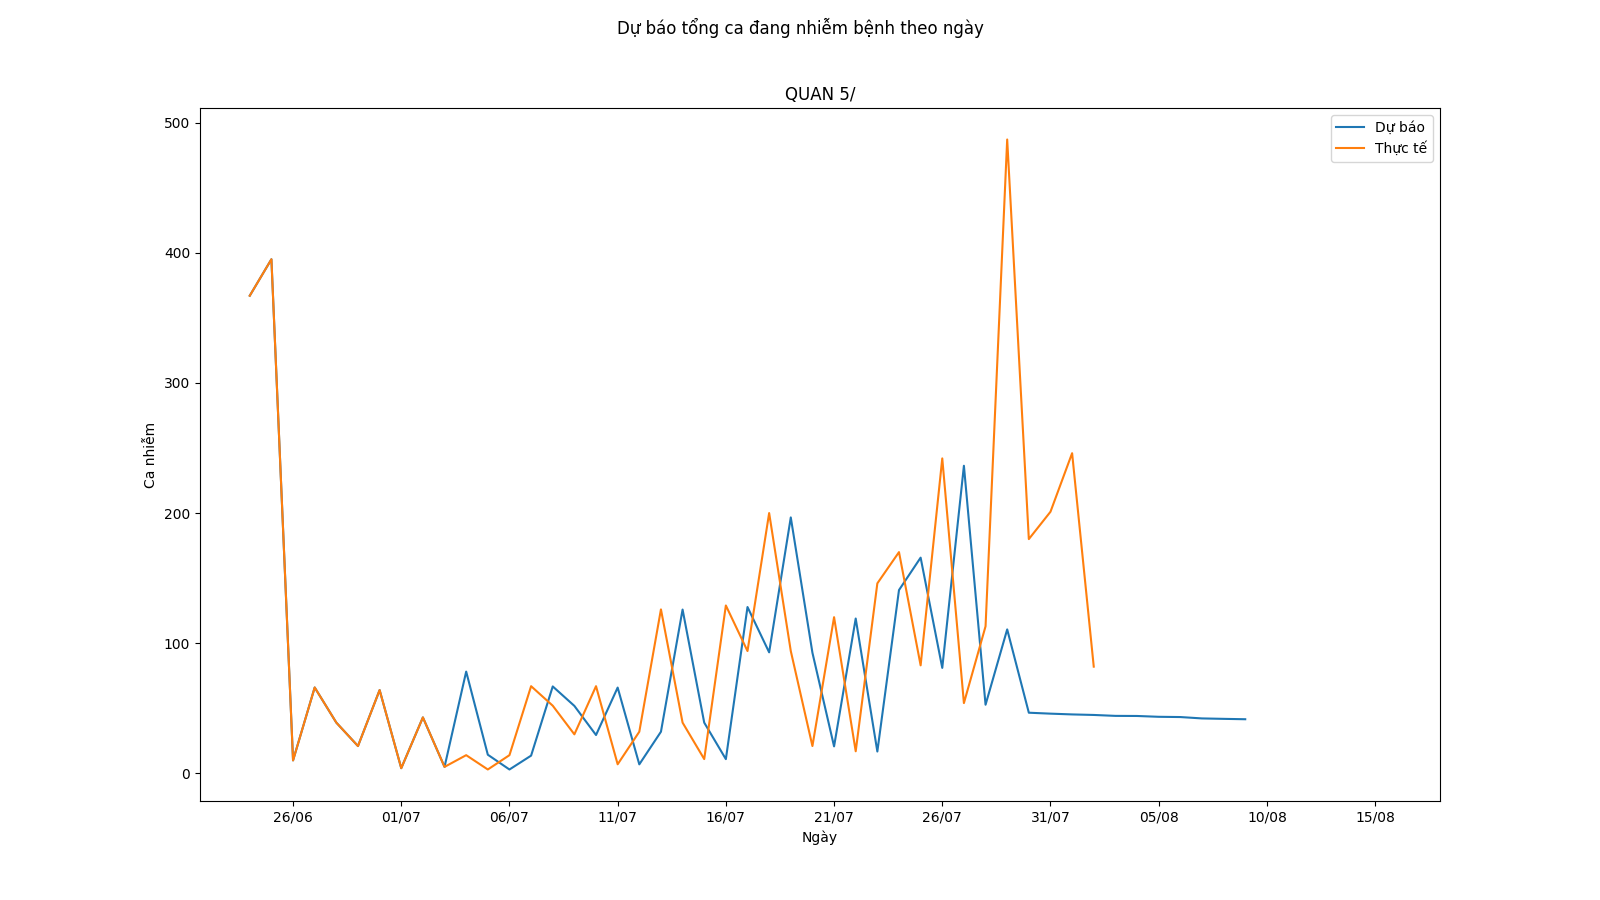 Dự báo tổng ca đang nhiễm bệnh theo ngày
QUAN 5/
Dự báo
Thực tế
500
400
300
200
100
0
Ca nhiễm
26/06 01/07 06/07 11/07 16/07 21/07 26/07 31/07 05/08 10/08 15/08
Ngày